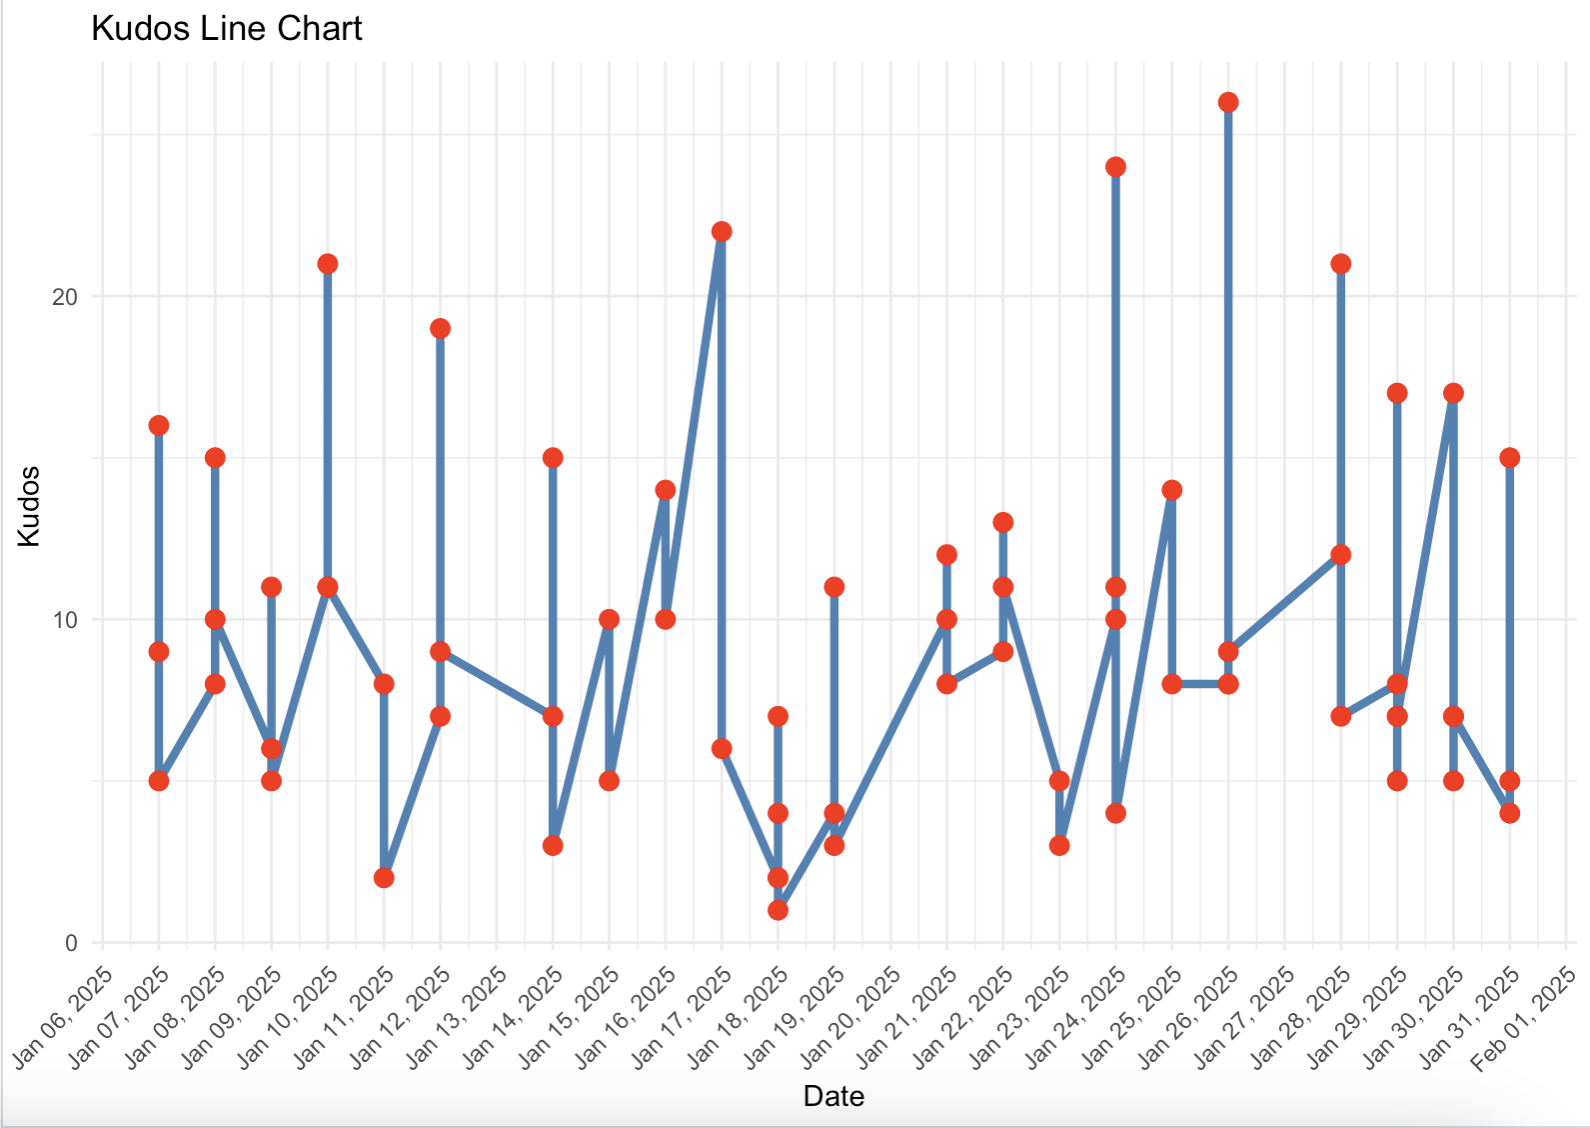 Kudos Line Chart
Kudos
20
10
0
Jan 06, 2025
Jan 07, 2025
Jan 08, 2025
Jan 09, 2025
Jan 10, 2025
Jan 11, 2025
Jan 12, 2025
Jan 13, 2025
Jan 14, 2025
Jan 15, 2025
Jan 16, 2025
Jan 17, 2025
Jan 18, 2025
Jan 19, 2025
Jan 20, 2025
Jan 21, 2025
Jan 22, 2025
Jan 23, 2025
Jan 24, 2025
Jan 25, 2025
Jan 26, 2025
Jan 27, 2025
Jan 28, 2025
Jan 29, 2025
Jan 30, 2025
Jan 31, 2025
Feb 01, 2025
Date